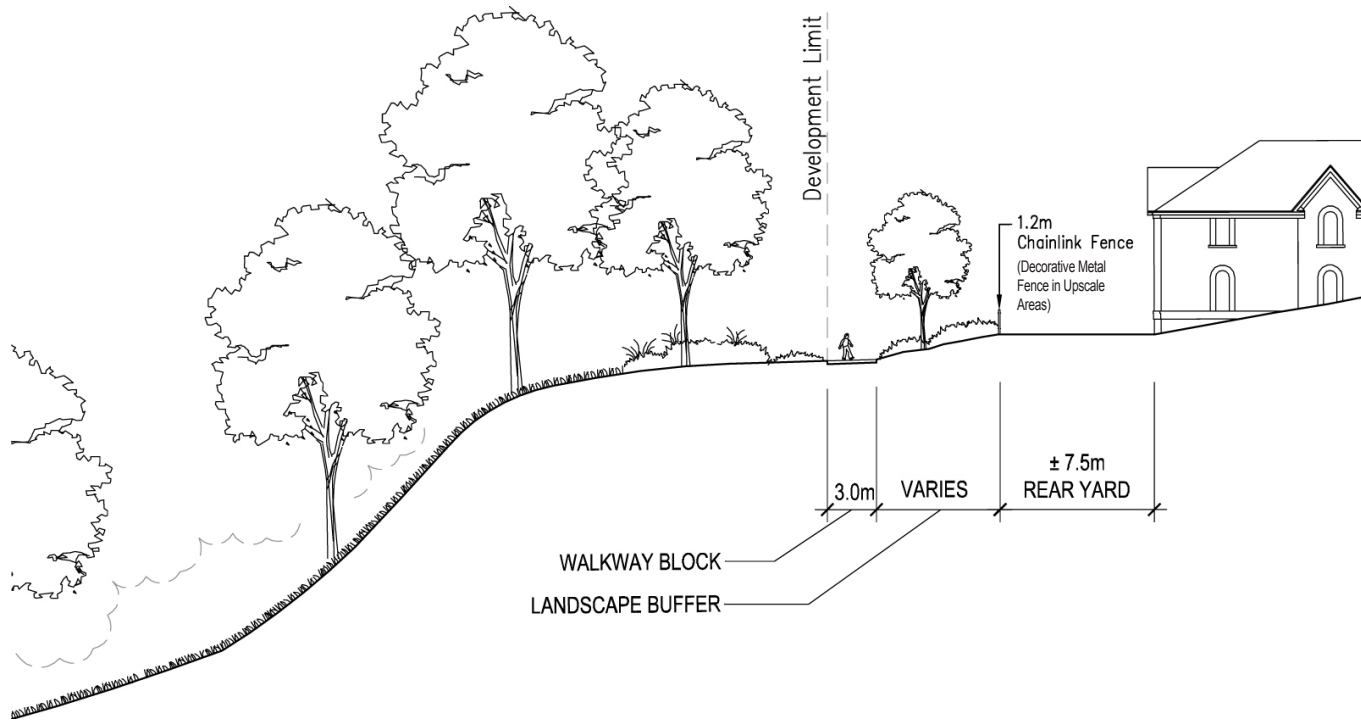 Development Limit
1.2m
Chainlink Fence
(Decorative Metal
Fence in Upscale
Areas)
3.0m
VARIES
± 7.5m
REAR YARD
WALKWAY BLOCK
LANDSCAPE BUFFER